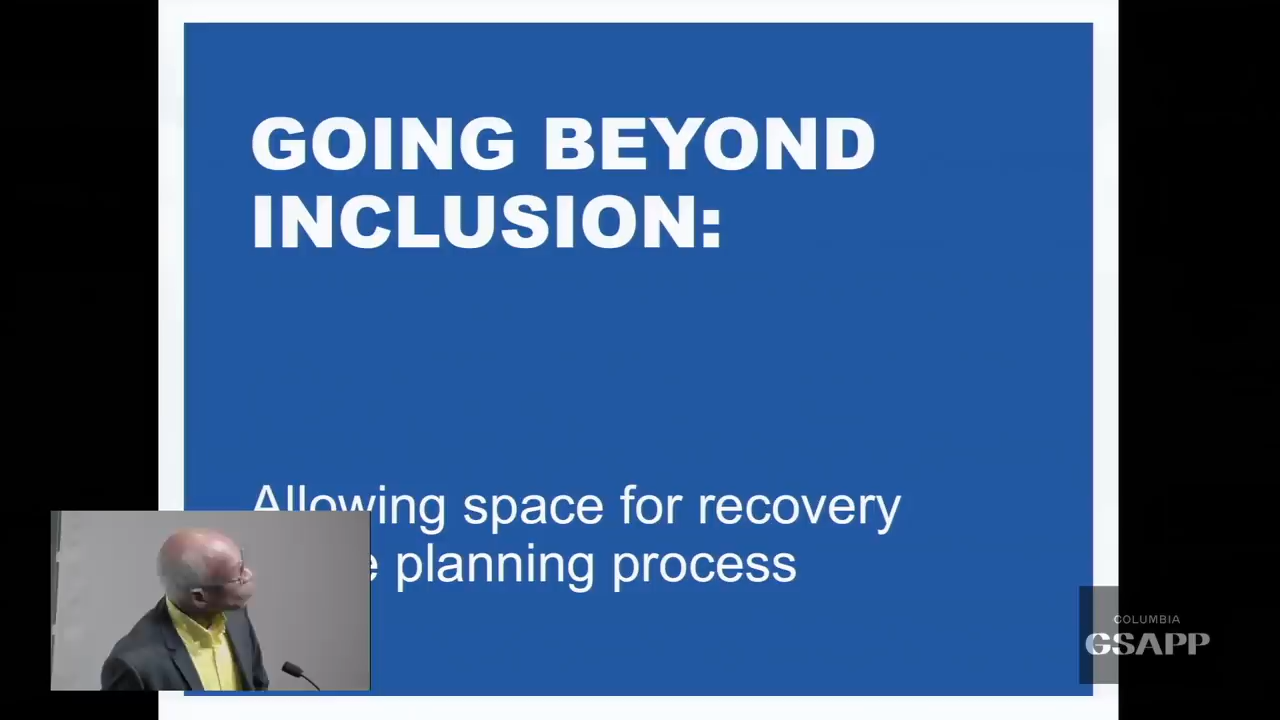 GOING BEYOND
INCLUSION:
Allowing space for recovery
planning process
COLUMBIA
GSAPP